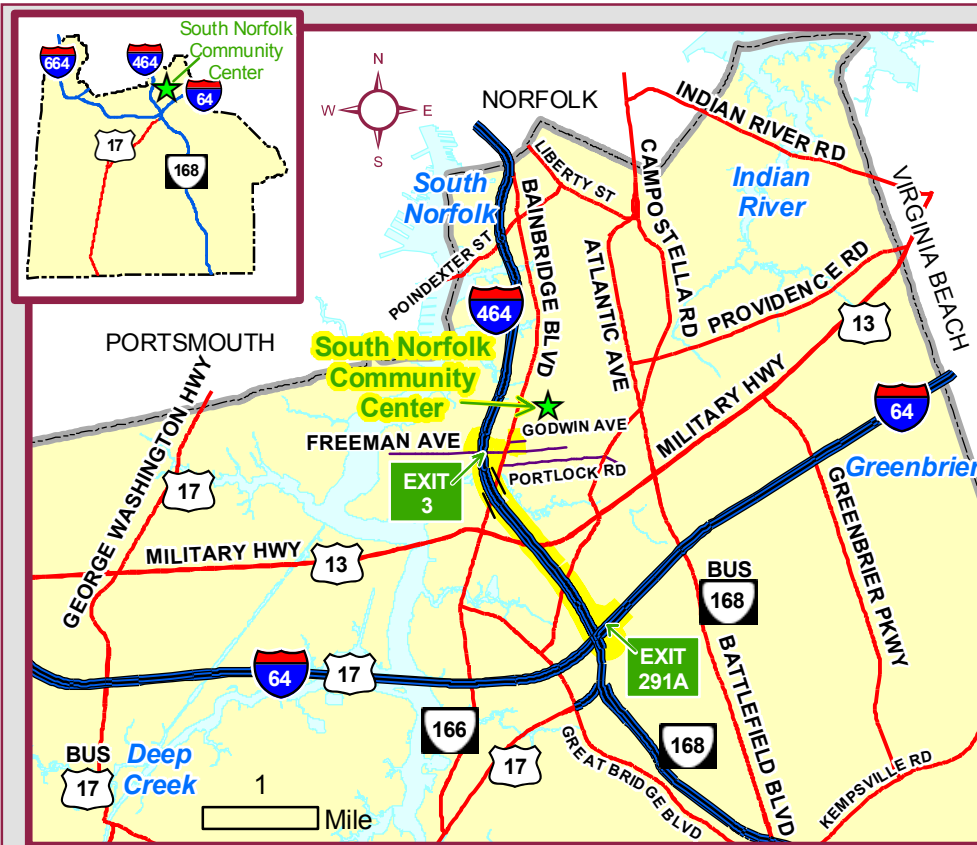 South Norfolk
Community
Center
664
464
64
17
168
N
W
E
S
NORFOLK
INDIAN RIVER RD
LIBERTY ST
CAMPOSTELLA RD
South
Norfolk
Indian
River
BAINBRIDGE BLVD
VIRGINIA BEACH
POINDEXTER ST
ATLANTIC AVE
PROVIDENCE RD
464
13
PORTSMOUTH
South Norfolk
Community
Center
MILITARY HWY
64
GEORGE WASHINGTON HWY
GODWIN AVE
FREEMAN AVE
Greenbrier
PORTLOCK RD
EXIT
3
17
GREENBRIER PKWY
MILITARY HWY
13
BUS
168
EXIT
291A
64
17
BATTLEFIELD BLVD
166
168
17
GREAT BRIDGE BLVD
KEMPSVILLE RD
BUS
17
Deep
Creek
1
Mile